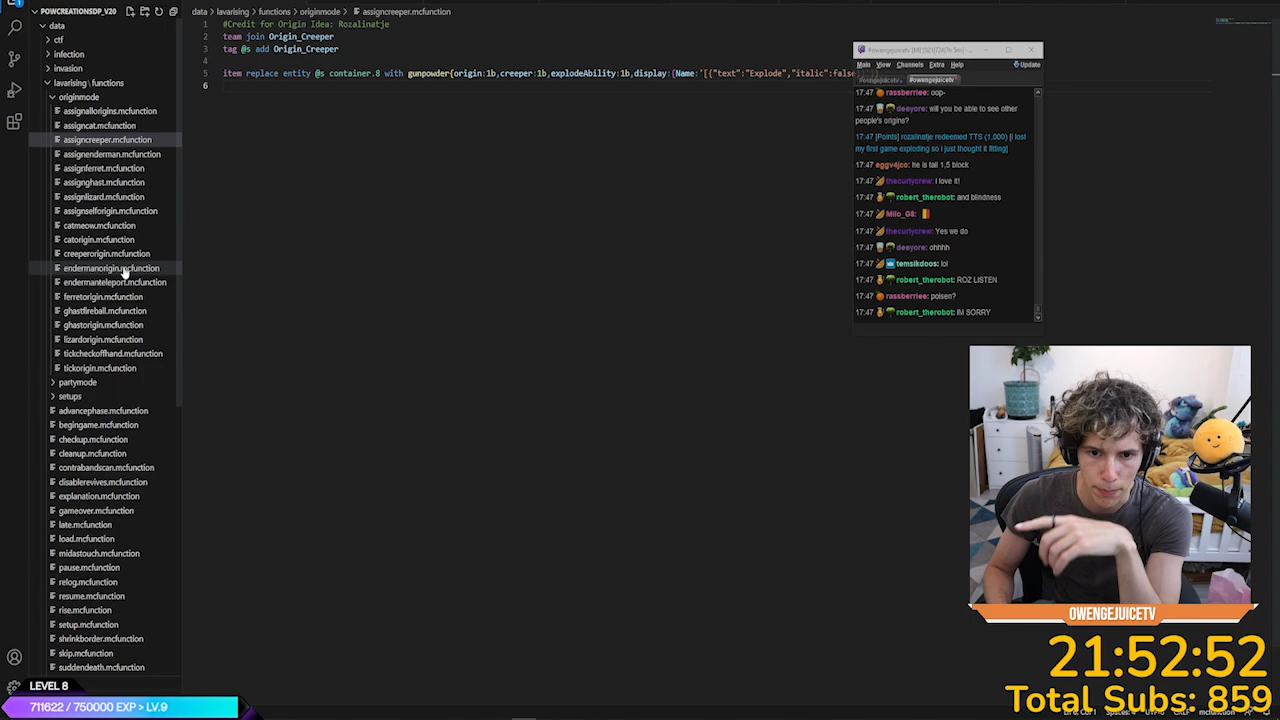 POWCREATIONSDP_V20
data
ctf
infection
invasion
lavarising \ functions
originmode
assignallorigins.mcfunction
assigncat.mcfunction
assigncreeper.mcfunction
assignenderman.mcfunction
assignferret.mcfunction
assignghast.mcfunction
assignlizard.mcfunction
assignselforigin.mcfunction
catmeow.mcfunction
catorigin.mcfunction
creeperorigin.mcfunction
endermanorigin.mcfunction
endermanteleport.mcfunction
ferretorigin.mcfunction
ghastfireball.mcfunction
ghastorigin.mcfunction
lizardorigin.mcfunction
tickcheckoffhand.mcfunction
tickorigin.mcfunction
partymode
setups
advancephase.mcfunction
begingame.mcfunction
checkup.mcfunction
cleanup.mcfunction
contrabandscan.mcfunction
disablerevives.mcfunction
explanation.mcfunction
gameover.mcfunction
late.mcfunction
load.mcfunction
midastouch.mcfunction
pause.mcfunction
relog.mcfunction
resume.mcfunction
rise.mcfunction
setup.mcfunction
shrinkborder.mcfunction
skip.mcfunction
suddendeath.mcfunction
LEVEL 8
711622 / 750000 EXP > LV.9
data > lavarising > functions > originmode > assigncreeper.mcfunction
1 #Credit for Origin Idea: Rozalinatje
2 team join Origin_Creeper
3 tag @s add Origin_Creeper
4
5 item replace entity @s container.8 with gunpowder{origin:1b,creeper:1b,explodeAbility:1b,display:{Name:'[{"text":"Explode","italic":false
6
Main View Channels Extra Help Update
#owengejuicetv
17:47 rassberriee: oop-
17:47 deeyore: will you be able to see other
people's origins?
17:47 [Points] rozalinatje redeemed TTS (1,000) [i lost
my first game exploding so i just thought it fitting]
17:47 eggv4jco: he is tall 1,5 block
17:47 thecurlycrew: I love it!
17:47 robert_therobot: and blindness
17:47 Milo_G8:
17:47 thecurlycrew: Yes we do
17:47 deeyore: ohhhh
17:47 temsikdoos: lol
17:47 robert_therobot: ROZ LISTEN
17:47 rassberriee: poisen?
17:47 robert_therobot: IM SORRY
OWENGEJUICETV
21:52:52
Total Subs: 859